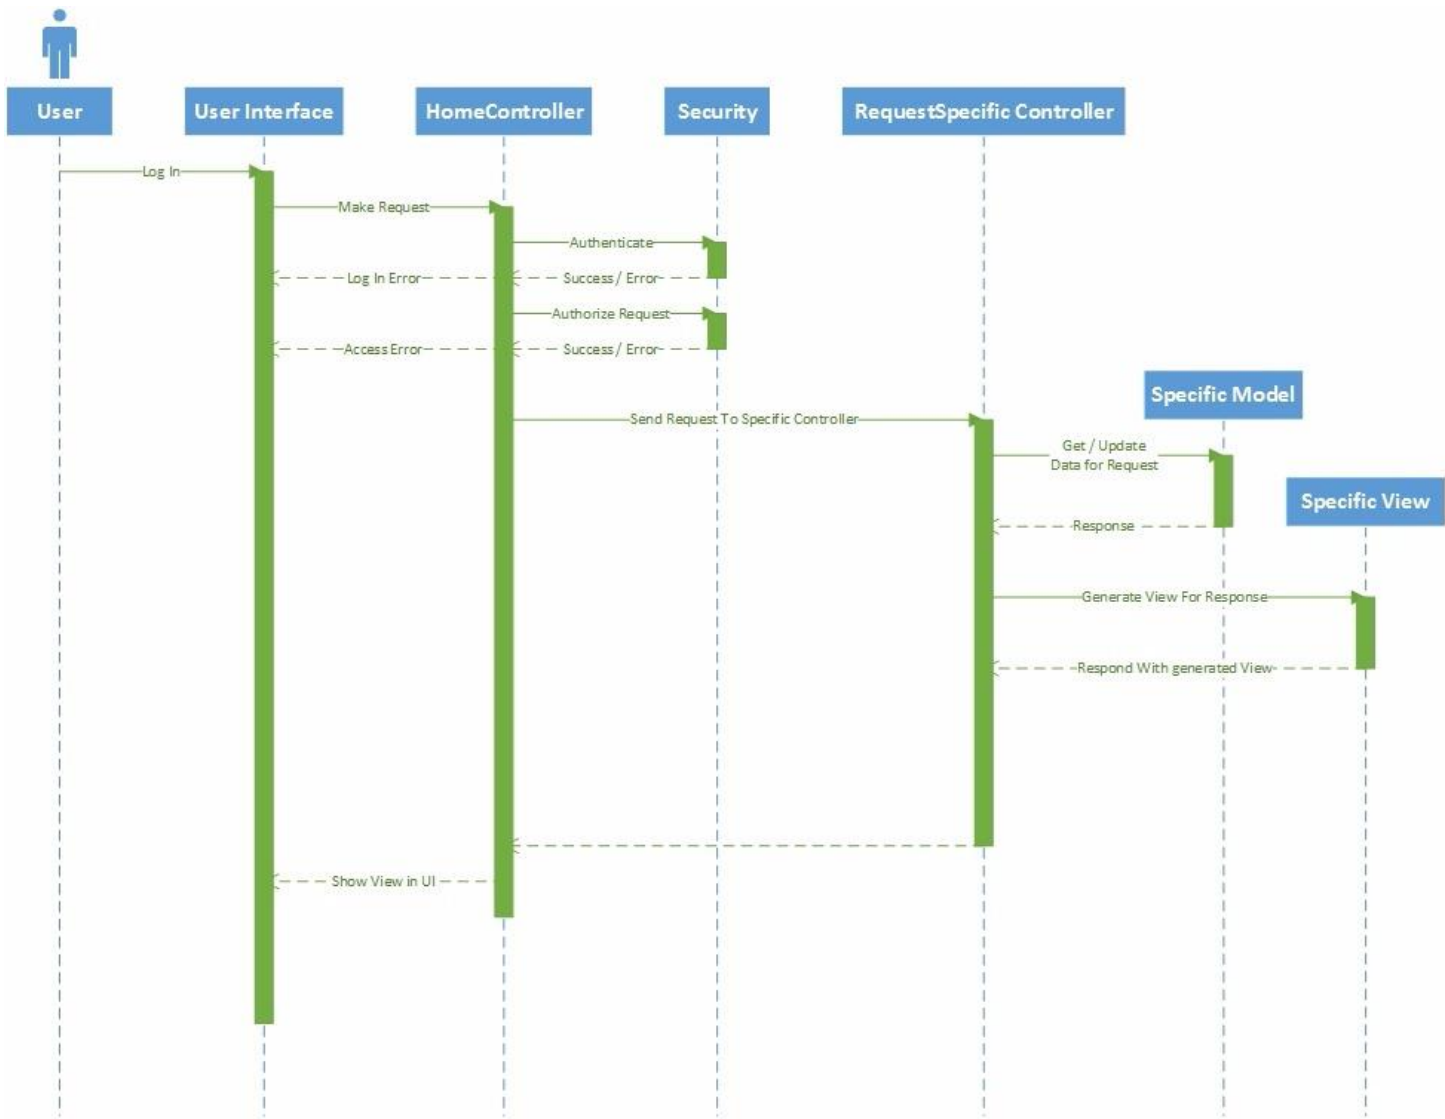 User
User Interface
HomeController
Security
RequestSpecific Controller
Log In
Make Request
Authenticate
Log In Error
Success / Error
Authorize Request
Access Error
Success / Error
Specific Model
Send Request To Specific Controller
Get / Update
Data for Request
Specific View
Response
Generate View For Response
Respond With generated View
Show View in UI